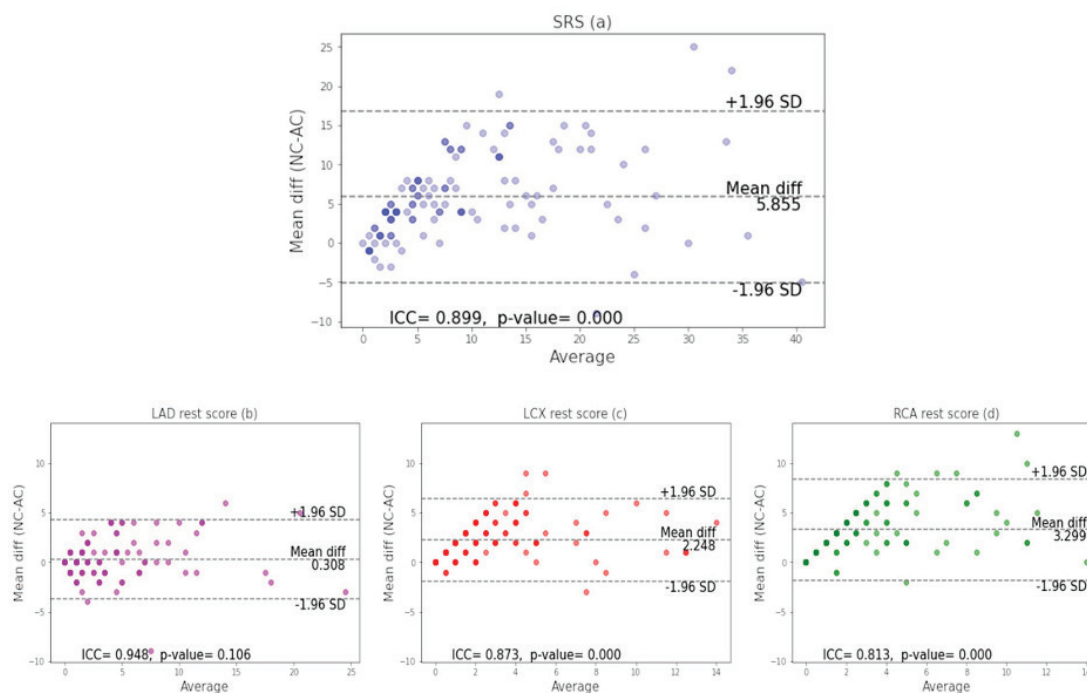 SRS (a)
Mean diff (NC-AC)
25
20
15
10
5
0
−5
−10
+1.96 SD
Mean diff
5.855
-1.96 SD
ICC= 0.899, p-value= 0.000
0 5 10 15 20 25 30 35 40
Average
LAD rest score (b)
Mean diff (NC-AC)
10
5
0
−5
−10
+1.96 SD
Mean diff
0.308
-1.96 SD
ICC= 0.948, p-value= 0.106
0 5 10 15 20 25
Average
LCX rest score (c)
Mean diff (NC-AC)
10
5
0
−5
−10
+1.96 SD
Mean diff
2.248
-1.96 SD
ICC= 0.873, p-value= 0.000
0 2 4 6 8 10 12 14
Average
RCA rest score (d)
Mean diff (NC-AC)
10
5
0
−5
−10
+1.96 SD
Mean diff
3.299
-1.96 SD
ICC= 0.813, p-value= 0.000
0 2 4 6 8 10 12 14
Average